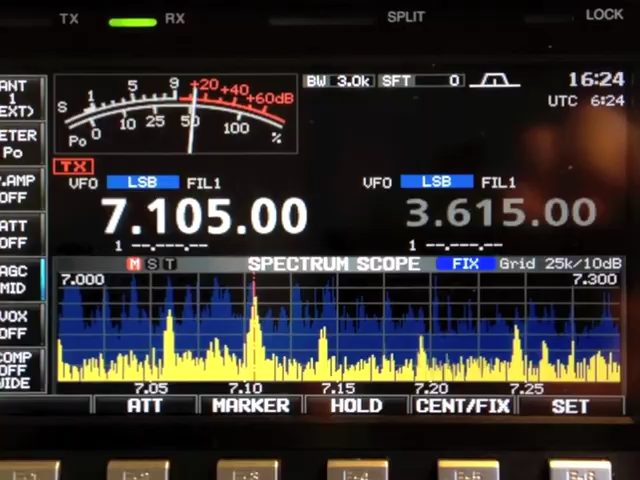 TX RX SPLIT LOCK
ANT 1 EXT)
METER Po
AMP OFF
ATT OFF
AGC MID
VOX OFF
COMP OFF WIDE
S 1 5 9 +20 +40 +60dB
Po 0 10 25 50 100 %
BW 3.0k SFT 0
16:24
UTC 6:24
TX
VFO LSB FIL1
7.105.00
1 --.---.--
VFO LSB FIL1
3.615.00
1 --.---.--
M S T SPECTRUM SCOPE FIX Grid 25k/10dB
7.000 7.300
7.05 7.10 7.15 7.20 7.25
ATT MARKER HOLD CENT/FIX SET